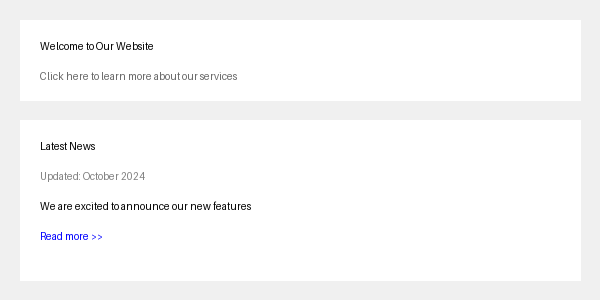 Welcome to Our Website
Click here to learn more about our services
Latest News
Updated: October 2024
We are excited to announce our new features
Read more >>